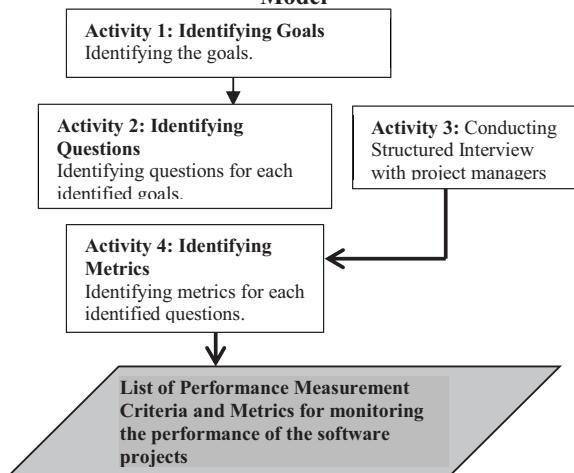 Model
Activity 1: Identifying Goals
Identifying the goals.
Activity 2: Identifying
Questions
Identifying questions for each
identified goals.
Activity 3: Conducting
Structured Interview
with project managers
Activity 4: Identifying
Metrics
Identifying metrics for each
identified questions.
List of Performance Measurement
Criteria and Metrics for monitoring
the performance of the software
projects